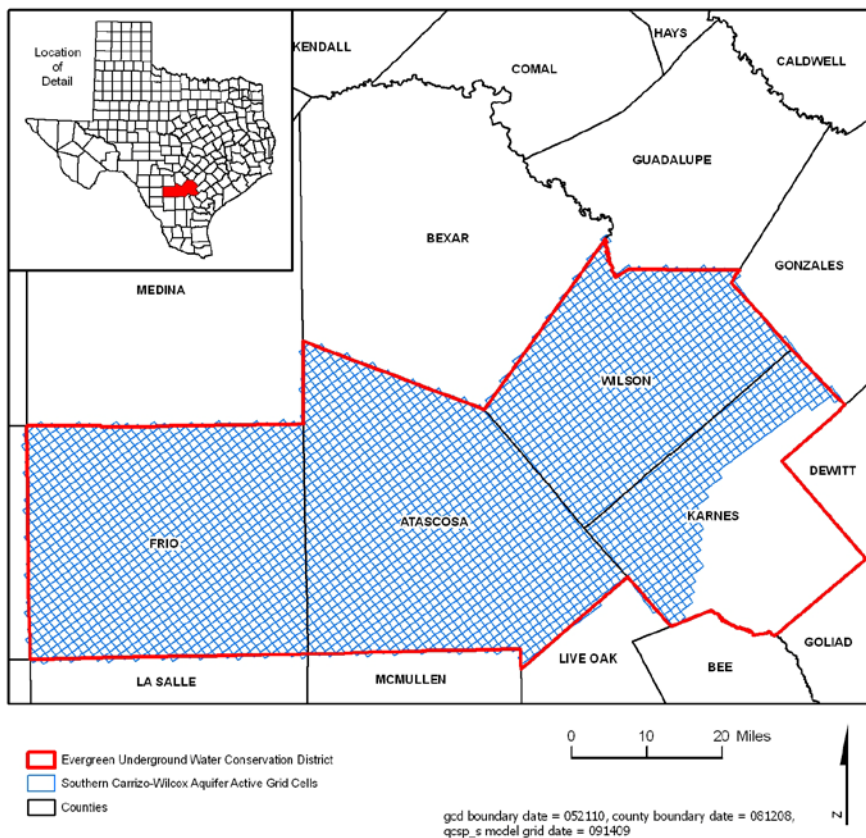 Location
of
Detail
KENDALL
HAYS
COMAL
CALDWELL
GUADALUPE
BEXAR
MEDINA
GONZALES
WILSON
DEWITT
ATASCOSA
KARNES
FRIO
LIVE OAK
GOLIAD
BEE
LA SALLE
MCMULLEN
0 10 20 Miles
Evergreen Underground Water Conservation District
Southern Carrizo-Wilcox Aquifer Active Grid Cells
Counties
gcd boundary date = 052110, county boundary date = 081208,
qcsp_s model grid date = 091409
N